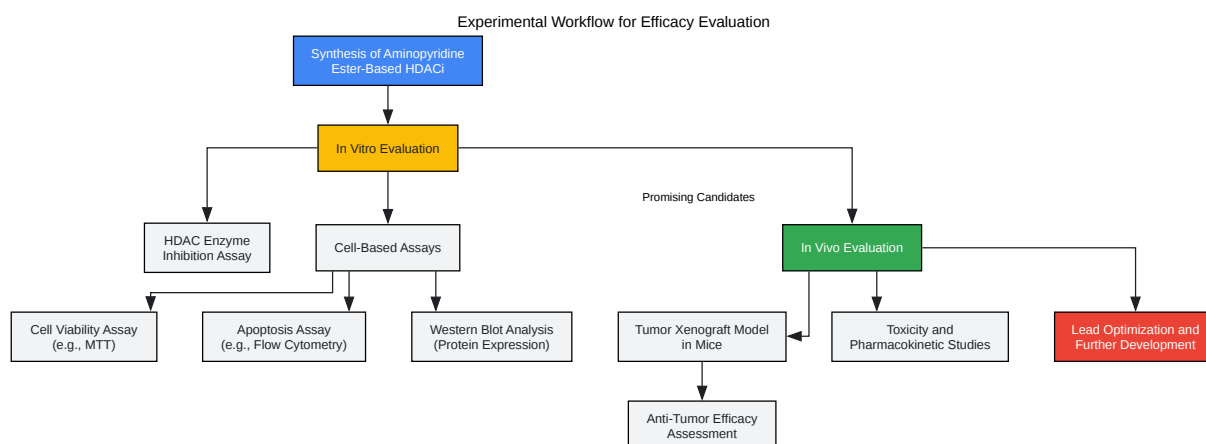 Experimental Workflow for Efficacy Evaluation
Synthesis of Aminopyridine
Ester-Based HDACi
In Vitro Evaluation
Promising Candidates
HDAC Enzyme
Inhibition Assay
Cell-Based Assays
In Vivo Evaluation
Cell Viability Assay
(e.g., MTT)
Apoptosis Assay
(e.g., Flow Cytometry)
Western Blot Analysis
(Protein Expression)
Tumor Xenograft Model
in Mice
Toxicity and
Pharmacokinetic Studies
Lead Optimization and
Further Development
Anti-Tumor Efficacy
Assessment